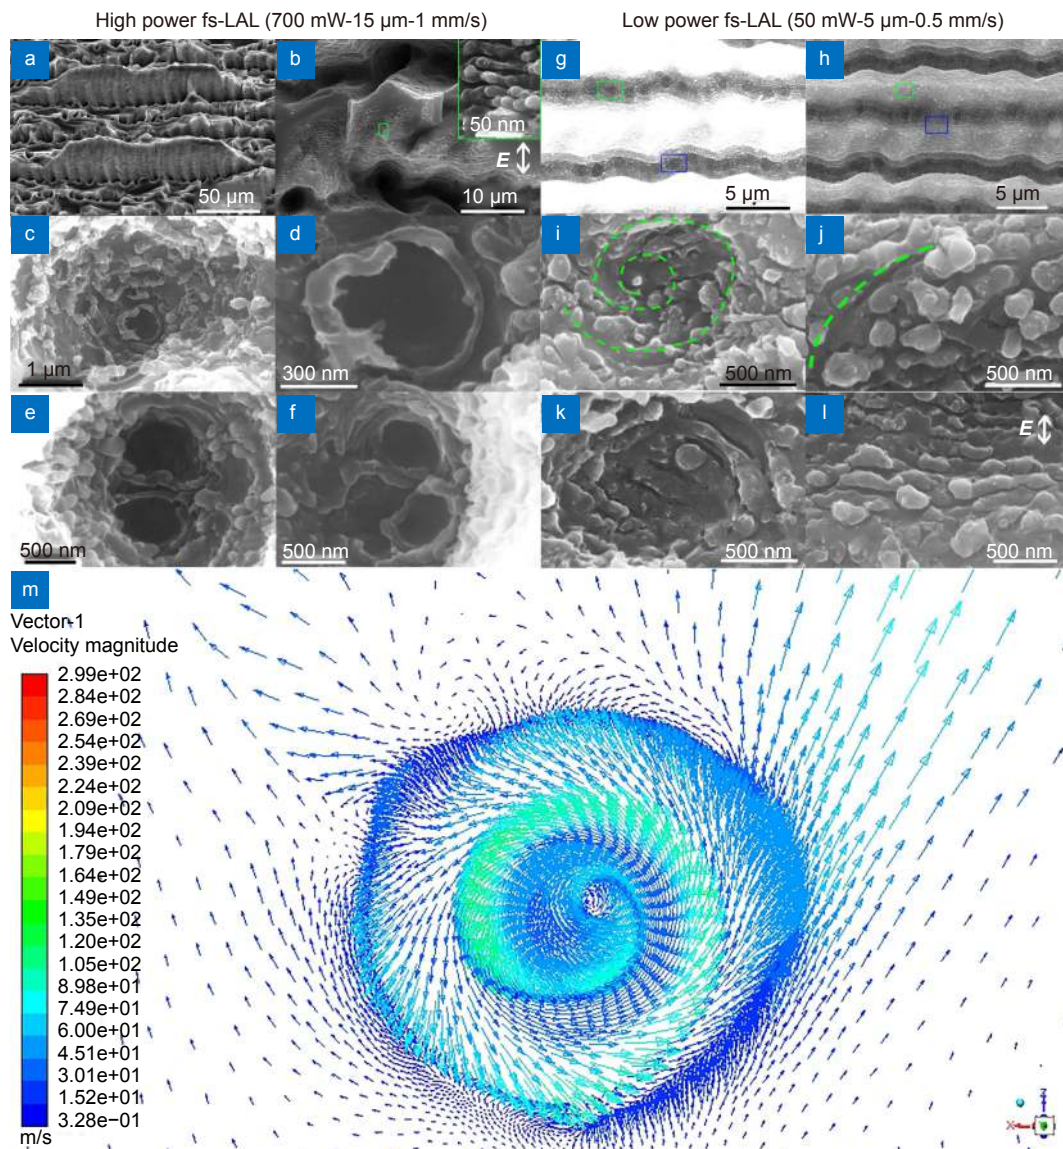 High power fs-LAL (700 mW-15 μm-1 mm/s)
Low power fs-LAL (50 mW-5 μm-0.5 mm/s)
a
50 μm
b
50 nm
E
10 μm
g
5 μm
h
5 μm
c
1 μm
d
300 nm
i
500 nm
j
500 nm
e
500 nm
f
500 nm
k
500 nm
l
E
500 nm
m
Vector-1
Velocity magnitude
2.99e+02
2.84e+02
2.69e+02
2.54e+02
2.39e+02
2.24e+02
2.09e+02
1.94e+02
1.79e+02
1.64e+02
1.49e+02
1.35e+02
1.20e+02
1.05e+02
8.98e+01
7.49e+01
6.00e+01
4.51e+01
3.01e+01
1.52e+01
3.28e−01
m/s
Z
X